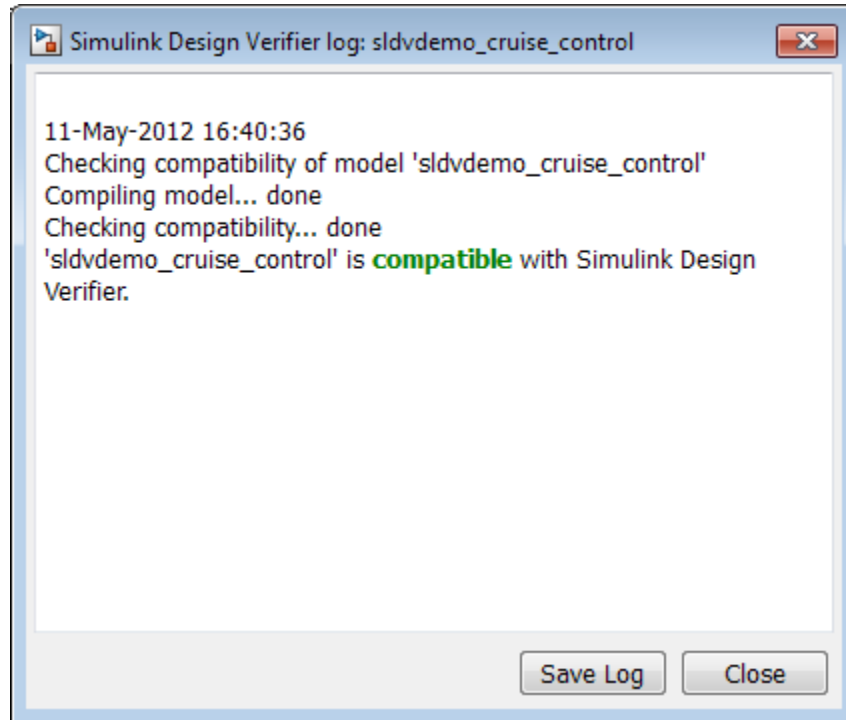 Simulink Design Verifier log: sldvdemo_cruise_control
11-May-2012 16:40:36
Checking compatibility of model 'sldvdemo_cruise_control'
Compiling model... done
Checking compatibility... done
'sldvdemo_cruise_control' is compatible with Simulink Design
Verifier.
Save Log Close